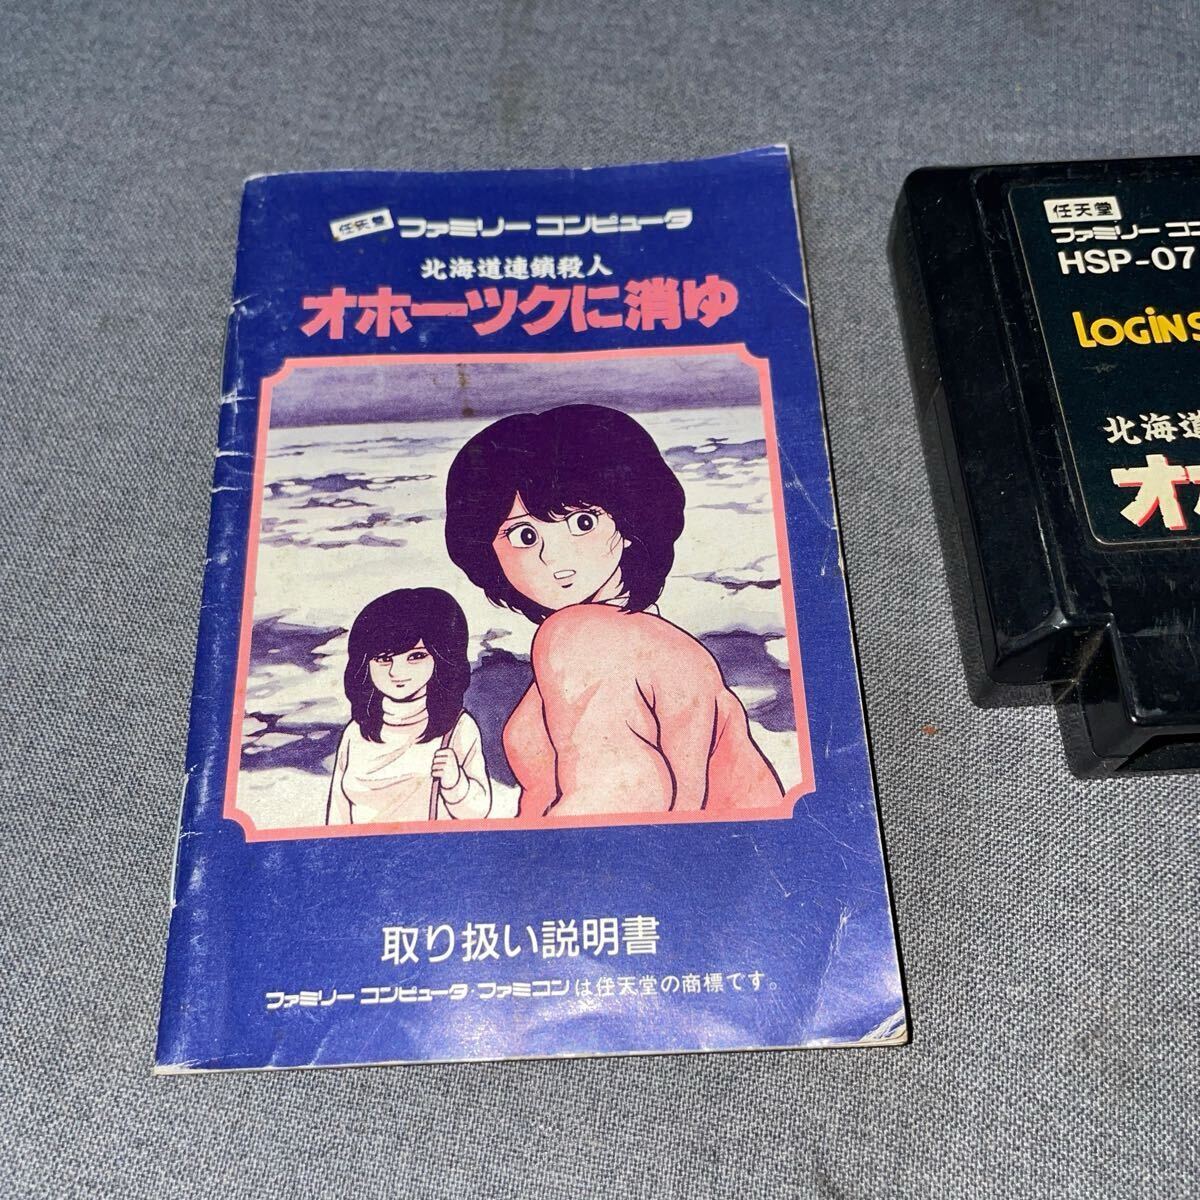 任天堂 ファミリー コンピュータ
北海道連鎖殺人
オホーツクに消ゆ
取り扱い説明書
ファミリー コンピュータ・ファミコンは任天堂の商標です。
任天堂
ファミリー コン
HSP-07
LOGiN S
北海道
オホ